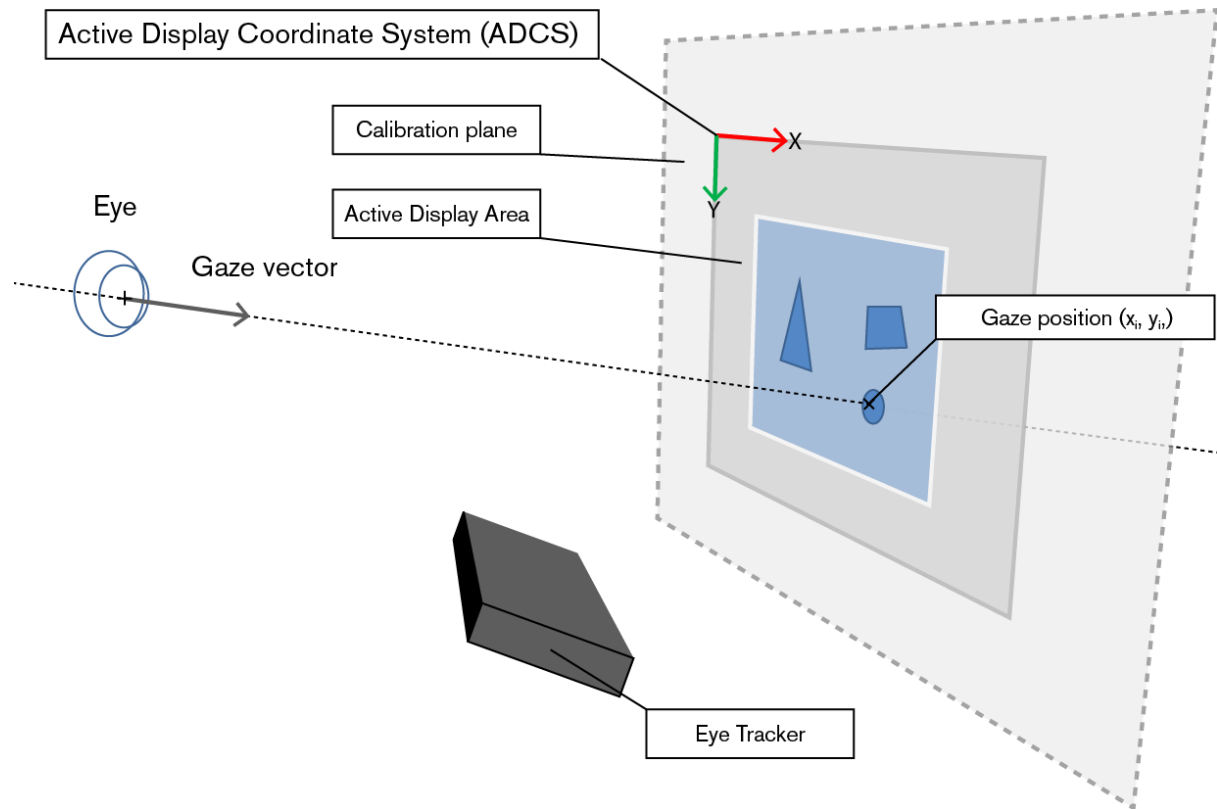 Active Display Coordinate System (ADCS)
Calibration plane
X
Eye
Active Display Area
Y
Gaze vector
Gaze position (xᵢ, yᵢ,)
Eye Tracker